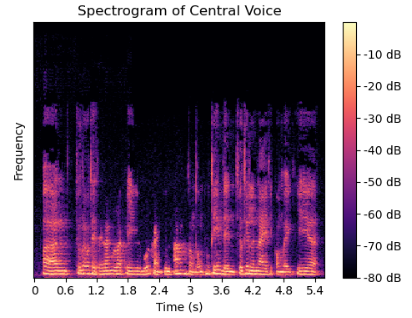 Spectrogram of Central Voice
Frequency
-10 dB
-20 dB
-30 dB
-40 dB
-50 dB
-60 dB
-70 dB
-80 dB
0 0.6 1.2 1.8 2.4 3 3.6 4.2 4.8 5.4
Time (s)